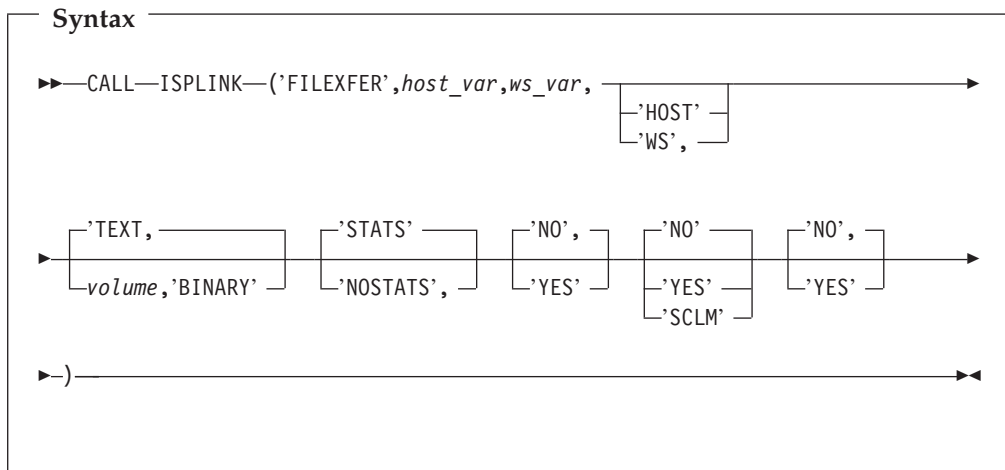 Syntax
CALL ISPLINK (’FILEXFER’,host_var,ws_var,
’HOST’
’WS’,
’TEXT,
volume,’BINARY’
’STATS’
’NOSTATS’,
’NO’,
’YES’
’NO’
’YES’
’SCLM’
’NO’,
’YES’
)